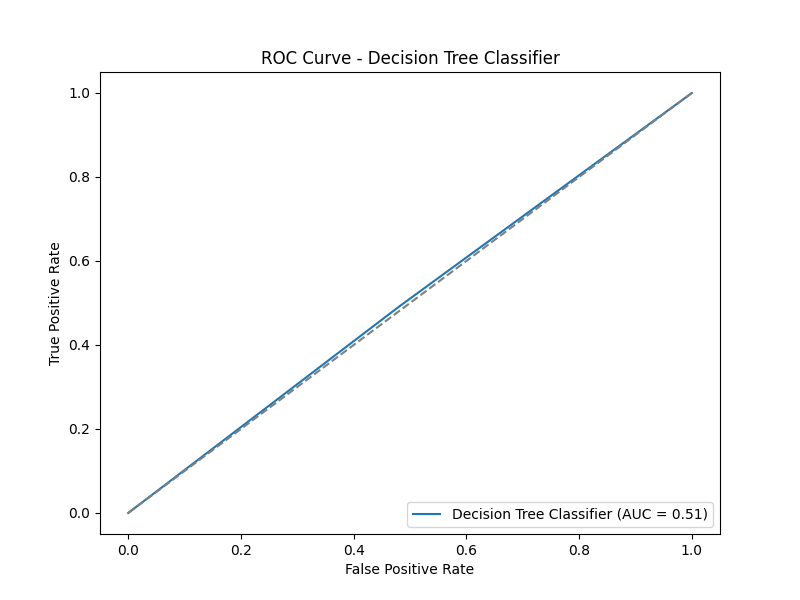 ROC Curve - Decision Tree Classifier
True Positive Rate
1.0
0.8
0.6
0.4
0.2
0.0
Decision Tree Classifier (AUC = 0.51)
0.0 0.2 0.4 0.6 0.8 1.0
False Positive Rate